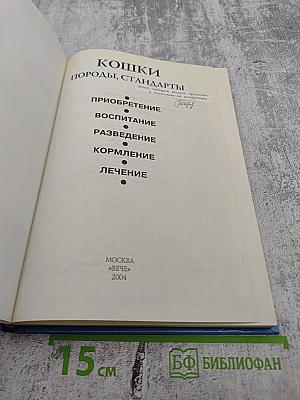 КОШКИ
ПОРОДЫ, СТАНДАРТЫ
ПРИОБРЕТЕНИЕ
ВОСПИТАНИЕ
РАЗВЕДЕНИЕ
КОРМЛЕНИЕ
ЛЕЧЕНИЕ
МОСКВА
«ВЕЧЕ»
2004
15 см
БФ БИБЛИОФАН